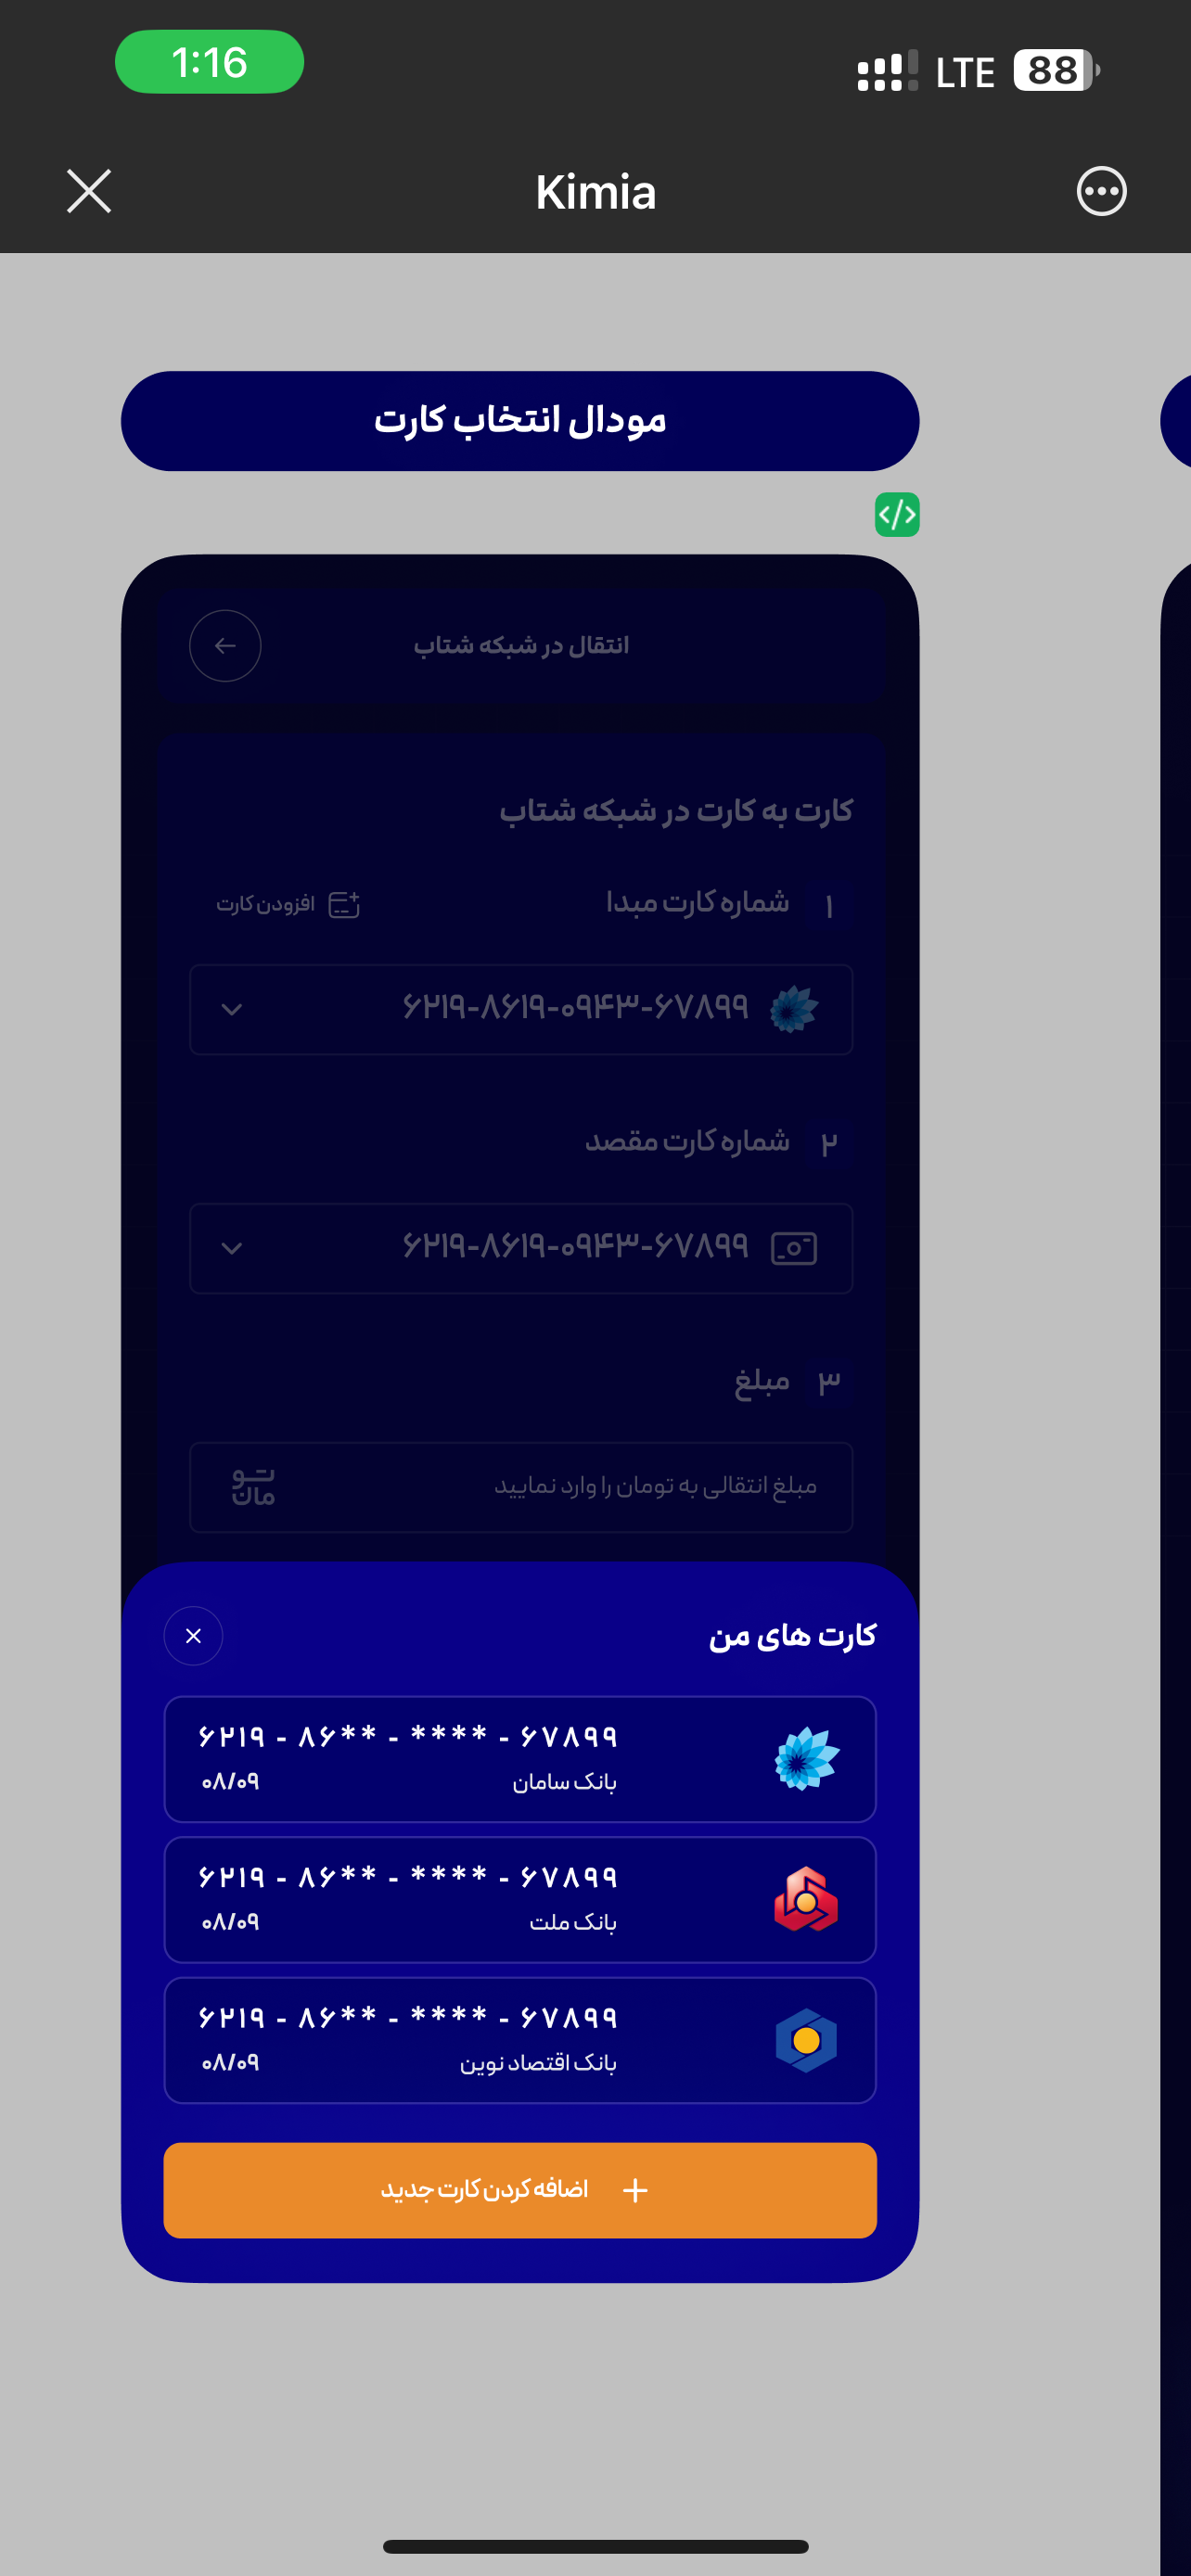 1:16
LTE 88
Kimia
مودال انتخاب کارت
انتقال در شبکه شتاب
کارت به کارت در شبکه شتاب
۱ شماره کارت مبدا
افزودن کارت
۶۲۱۹-۸۶۱۹-۰۹۴۳-۶۷۸۹۹
۲ شماره کارت مقصد
۶۲۱۹-۸۶۱۹-۰۹۴۳-۶۷۸۹۹
۳ مبلغ
مبلغ انتقالی به تومان را وارد نمایید
تو
مان
کارت های من
۶۲۱۹ - ۸۶** - **** - ۶۷۸۹۹
بانک سامان
۰۸/۰۹
۶۲۱۹ - ۸۶** - **** - ۶۷۸۹۹
بانک ملت
۰۸/۰۹
۶۲۱۹ - ۸۶** - **** - ۶۷۸۹۹
بانک اقتصاد نوین
۰۸/۰۹
+ اضافه کردن کارت جدید